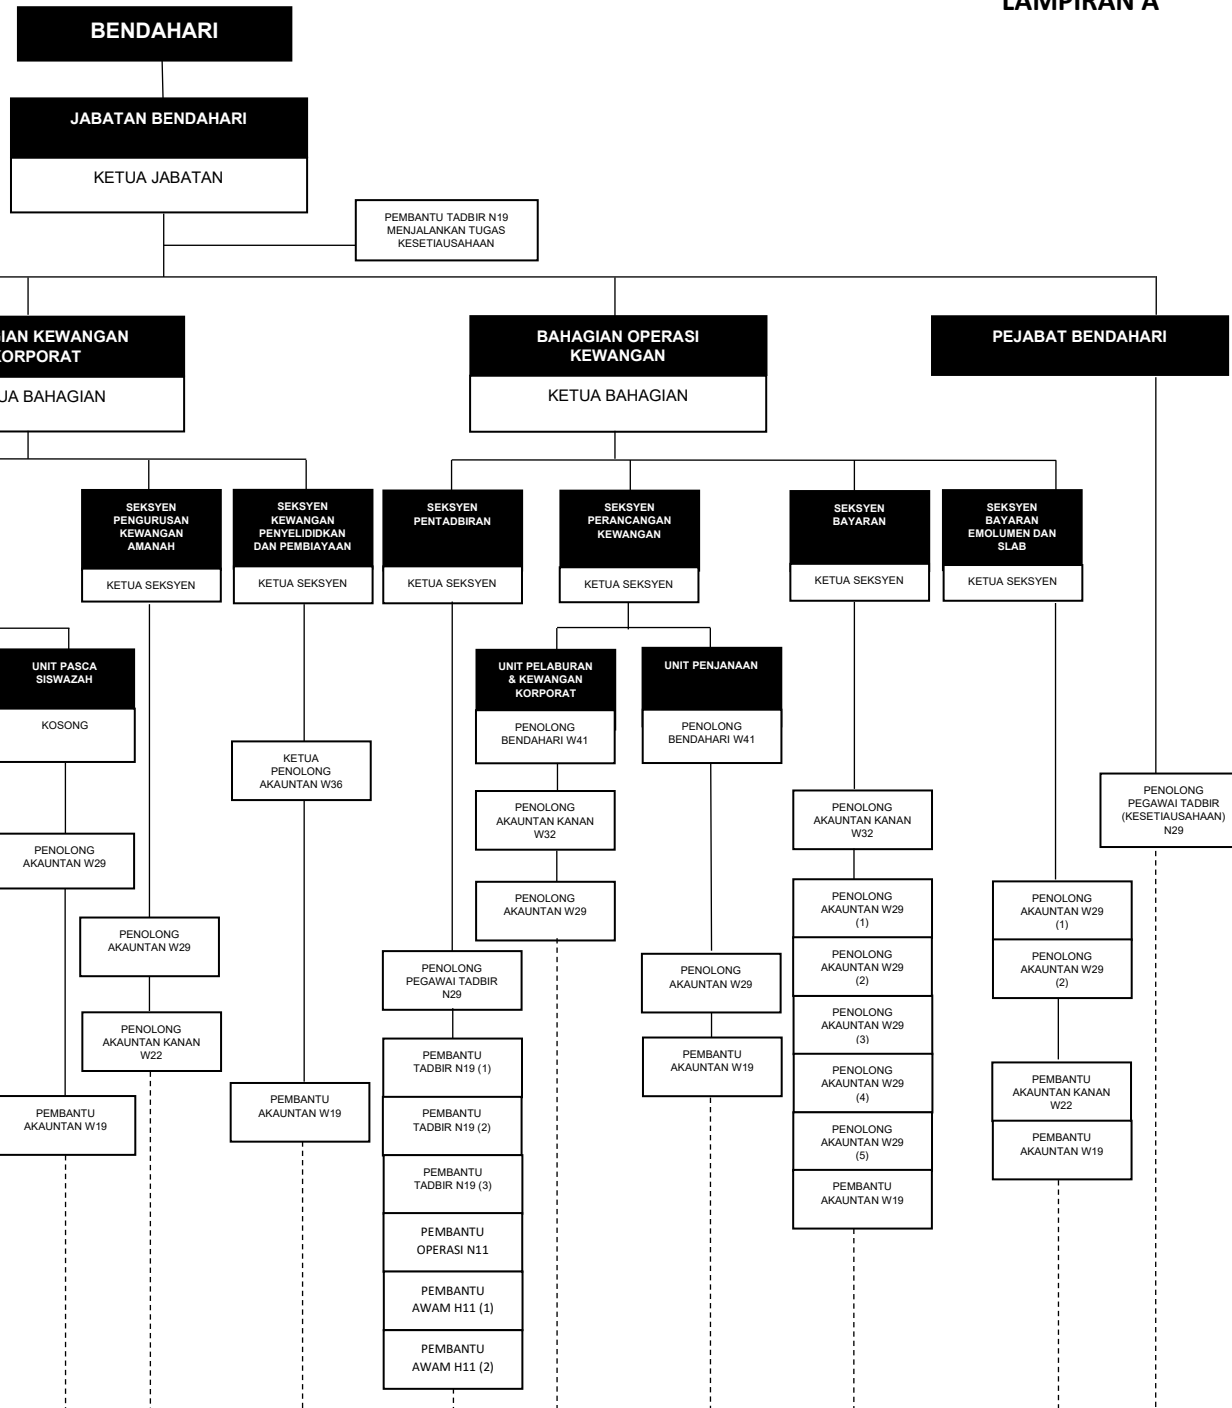 LAMPIRAN A
BENDAHARI
JABATAN BENDAHARI
KETUA JABATAN
PEMBANTU TADBIR N19
MENJALANKAN TUGAS
KESETIAUSAHAAN
KEWANGAN
BAHAGIAN
BAHAGIAN OPERASI
KEWANGAN
KETUA BAHAGIAN
PEJABAT BENDAHARI
SEKSYEN
PENGURUSAN
KEWANGAN
AMANAH
KETUA SEKSYEN
SEKSYEN
KEWANGAN
PENYELIDIDKAN
DAN PEMBIAYAAN
KETUA SEKSYEN
SEKSYEN
PENTADBIRAN
KETUA SEKSYEN
SEKSYEN
PERANCANGAN
KEWANGAN
KETUA SEKSYEN
SEKSYEN
BAYARAN
KETUA SEKSYEN
SEKSYEN
BAYARAN
EMOLUMEN DAN
SLAB
KETUA SEKSYEN
UNIT PASCA
SISWAZAH
KOSONG
PENOLONG
AKAUNTAN W29
PEMBANTU
AKAUNTAN W19
PENOLONG
AKAUNTAN W29
PENOLONG
AKAUNTAN KANAN
W22
KETUA
PENOLONG
AKAUNTAN W36
PEMBANTU
AKAUNTAN W19
PENOLONG
PEGAWAI TADBIR
N29
PEMBANTU
TADBIR N19 (1)
PEMBANTU
TADBIR N19 (2)
PEMBANTU
TADBIR N19 (3)
PEMBANTU
OPERASI N11
PEMBANTU
AWAM H11 (1)
PEMBANTU
AWAM H11 (2)
UNIT PELABURAN
& KEWANGAN
KORPORAT
PENOLONG
BENDAHARI W41
PENOLONG
AKAUNTAN KANAN
W32
PENOLONG
AKAUNTAN W29
UNIT PENJANAAN
PENOLONG
BENDAHARI W41
PENOLONG
AKAUNTAN W29
PEMBANTU
AKAUNTAN W19
PENOLONG
AKAUNTAN KANAN
W32
PENOLONG
AKAUNTAN W29
(1)
PENOLONG
AKAUNTAN W29
(2)
PENOLONG
AKAUNTAN W29
(3)
PENOLONG
AKAUNTAN W29
(4)
PENOLONG
AKAUNTAN W29
(5)
PEMBANTU
AKAUNTAN W19
PENOLONG
AKAUNTAN W29
(1)
PENOLONG
AKAUNTAN W29
(2)
PEMBANTU
AKAUNTAN KANAN
W22
PEMBANTU
AKAUNTAN W19
PENOLONG
PEGAWAI TADBIR
(KESETIAUSAHAAN)
N29